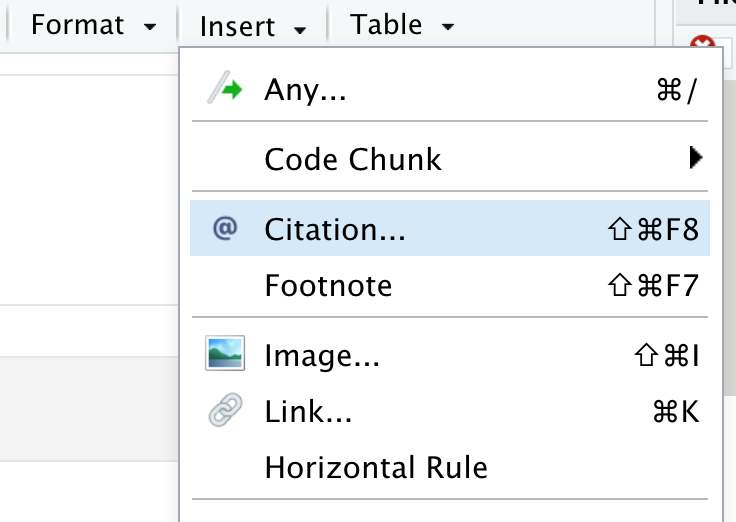 Format Insert Table
Any... ⌘/
Code Chunk
@ Citation... ⇧⌘F8
Footnote ⇧⌘F7
Image... ⇧⌘I
Link... ⌘K
Horizontal Rule